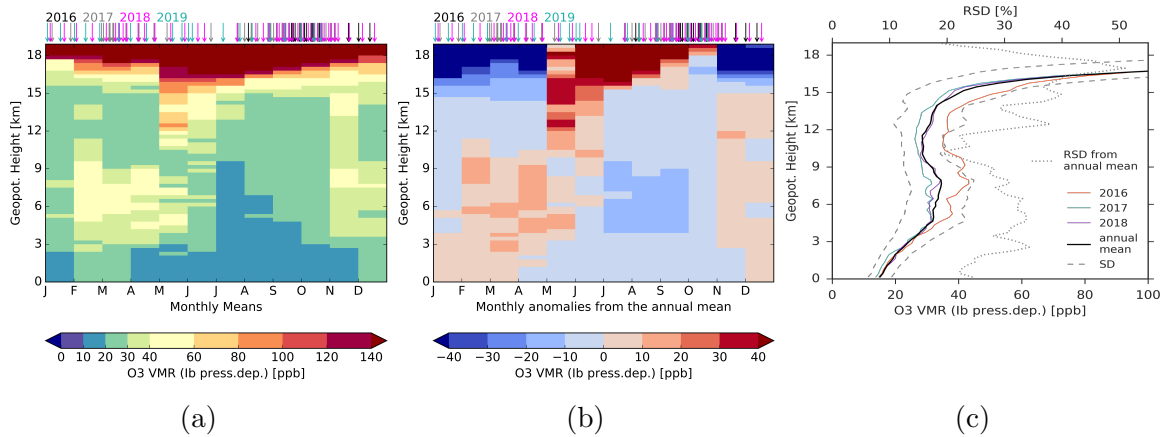 2016 2017 2018 2019
18
15
12
9
6
3
0
Geopot. Height [km]
J F M A M J J A S O N D
Monthly Means
0 10 20 30 40 60 80 100 120 140
O3 VMR (lb press.dep.) [ppb]
(a)
2016 2017 2018 2019
18
15
12
9
6
3
0
Geopot. Height [km]
J F M A M J J A S O N D
Monthly anomalies from the annual mean
−40 −30 −20 −10 0 10 20 30 40
O3 VMR (lb press.dep.) [ppb]
(b)
RSD [%]
0 10 20 30 40 50
18
15
12
9
6
3
0
Geopot. Height [km]
RSD from
annual mean
2016
2017
2018
annual
mean
SD
0 20 40 60 80 100
O3 VMR (lb press.dep.) [ppb]
(c)